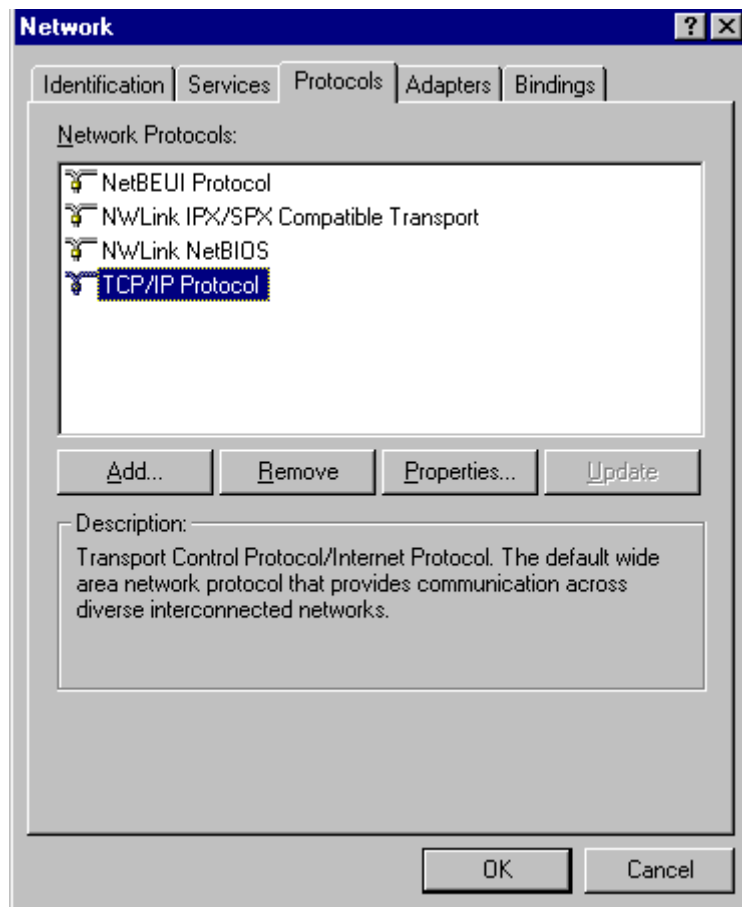 Network
Identification Services Protocols Adapters Bindings
Network Protocols:
NetBEUI Protocol
NWLink IPX/SPX Compatible Transport
NWLink NetBIOS
TCP/IP Protocol
Add... Remove Properties... Update
Description:
Transport Control Protocol/Internet Protocol. The default wide
area network protocol that provides communication across
diverse interconnected networks.
OK Cancel